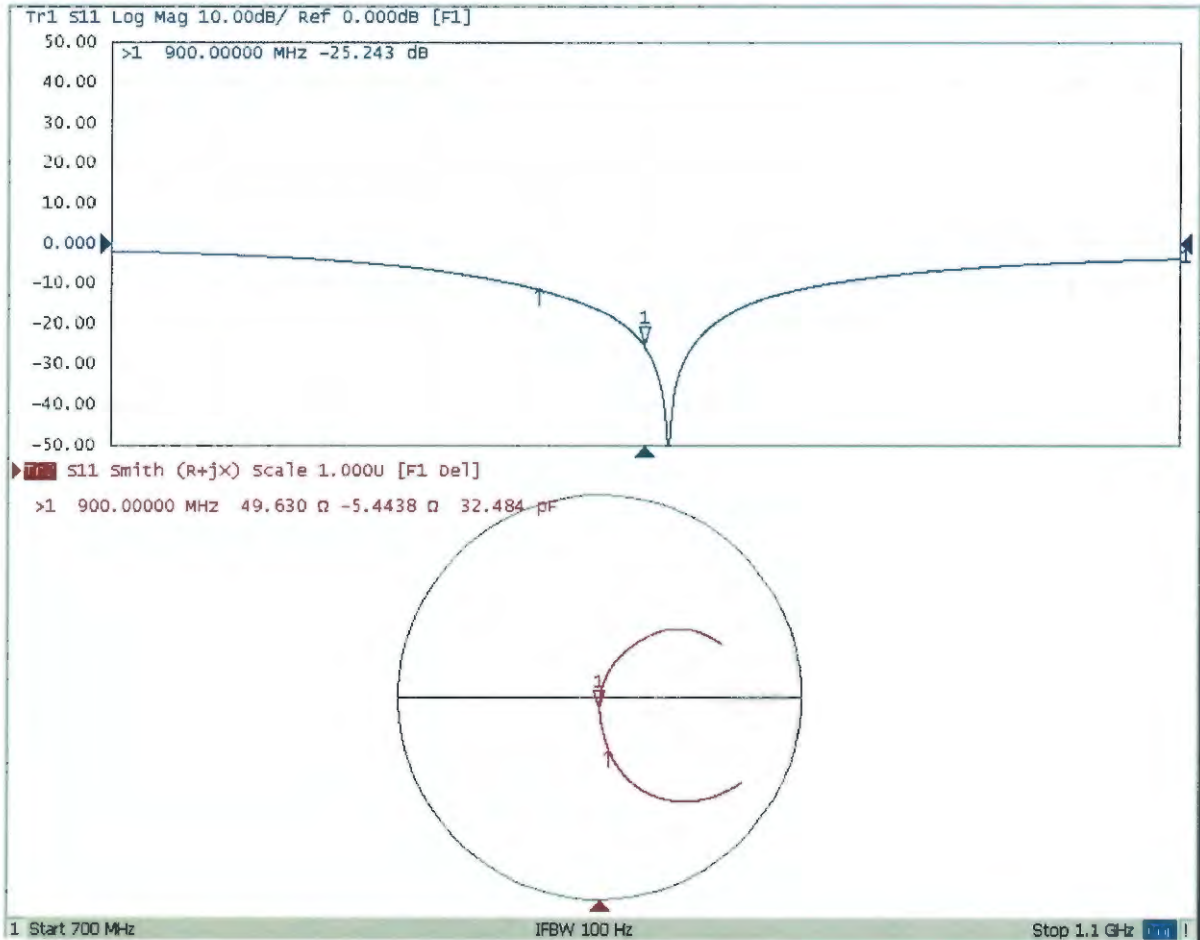 Tr1 S11 Log Mag 10.00dB/ Ref 0.000dB [F1]
50.00
>1 900.00000 MHz -25.243 dB
40.00
30.00
20.00
10.00
0.000
1
-10.00
-20.00
1
-30.00
-40.00
-50.00
S11 Smith (R+jX) Scale 1.000U [F1 Del]
>1 900.00000 MHz 49.630 Ω -5.4438 Ω 32.484 pF
1
1 Start 700 MHz IFBW 100 Hz Stop 1.1 GHz !